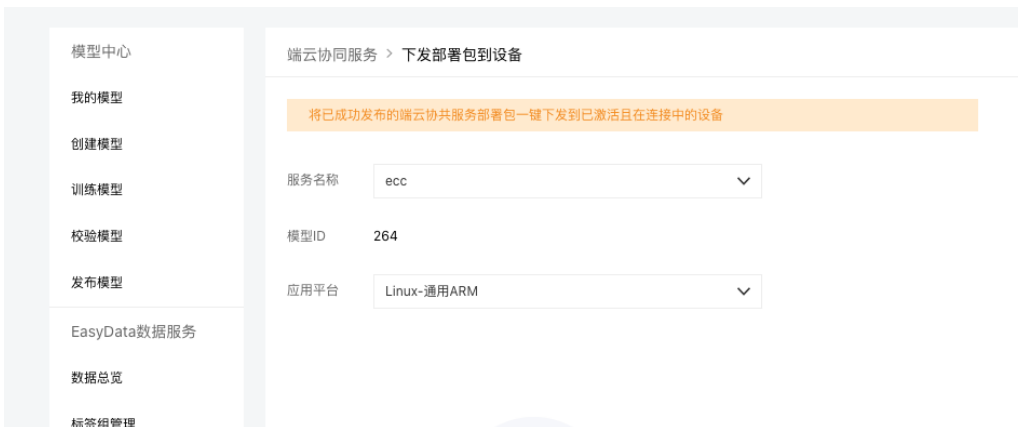 模型中心
我的模型
创建模型
训练模型
校验模型
发布模型
EasyData数据服务
数据总览
标签组管理
端云协同服务 > 下发部署包到设备
将已成功发布的端云协共服务部署包一键下发到已激活且在连接中的设备
服务名称 ecc
模型ID 264
应用平台 Linux-通用ARM